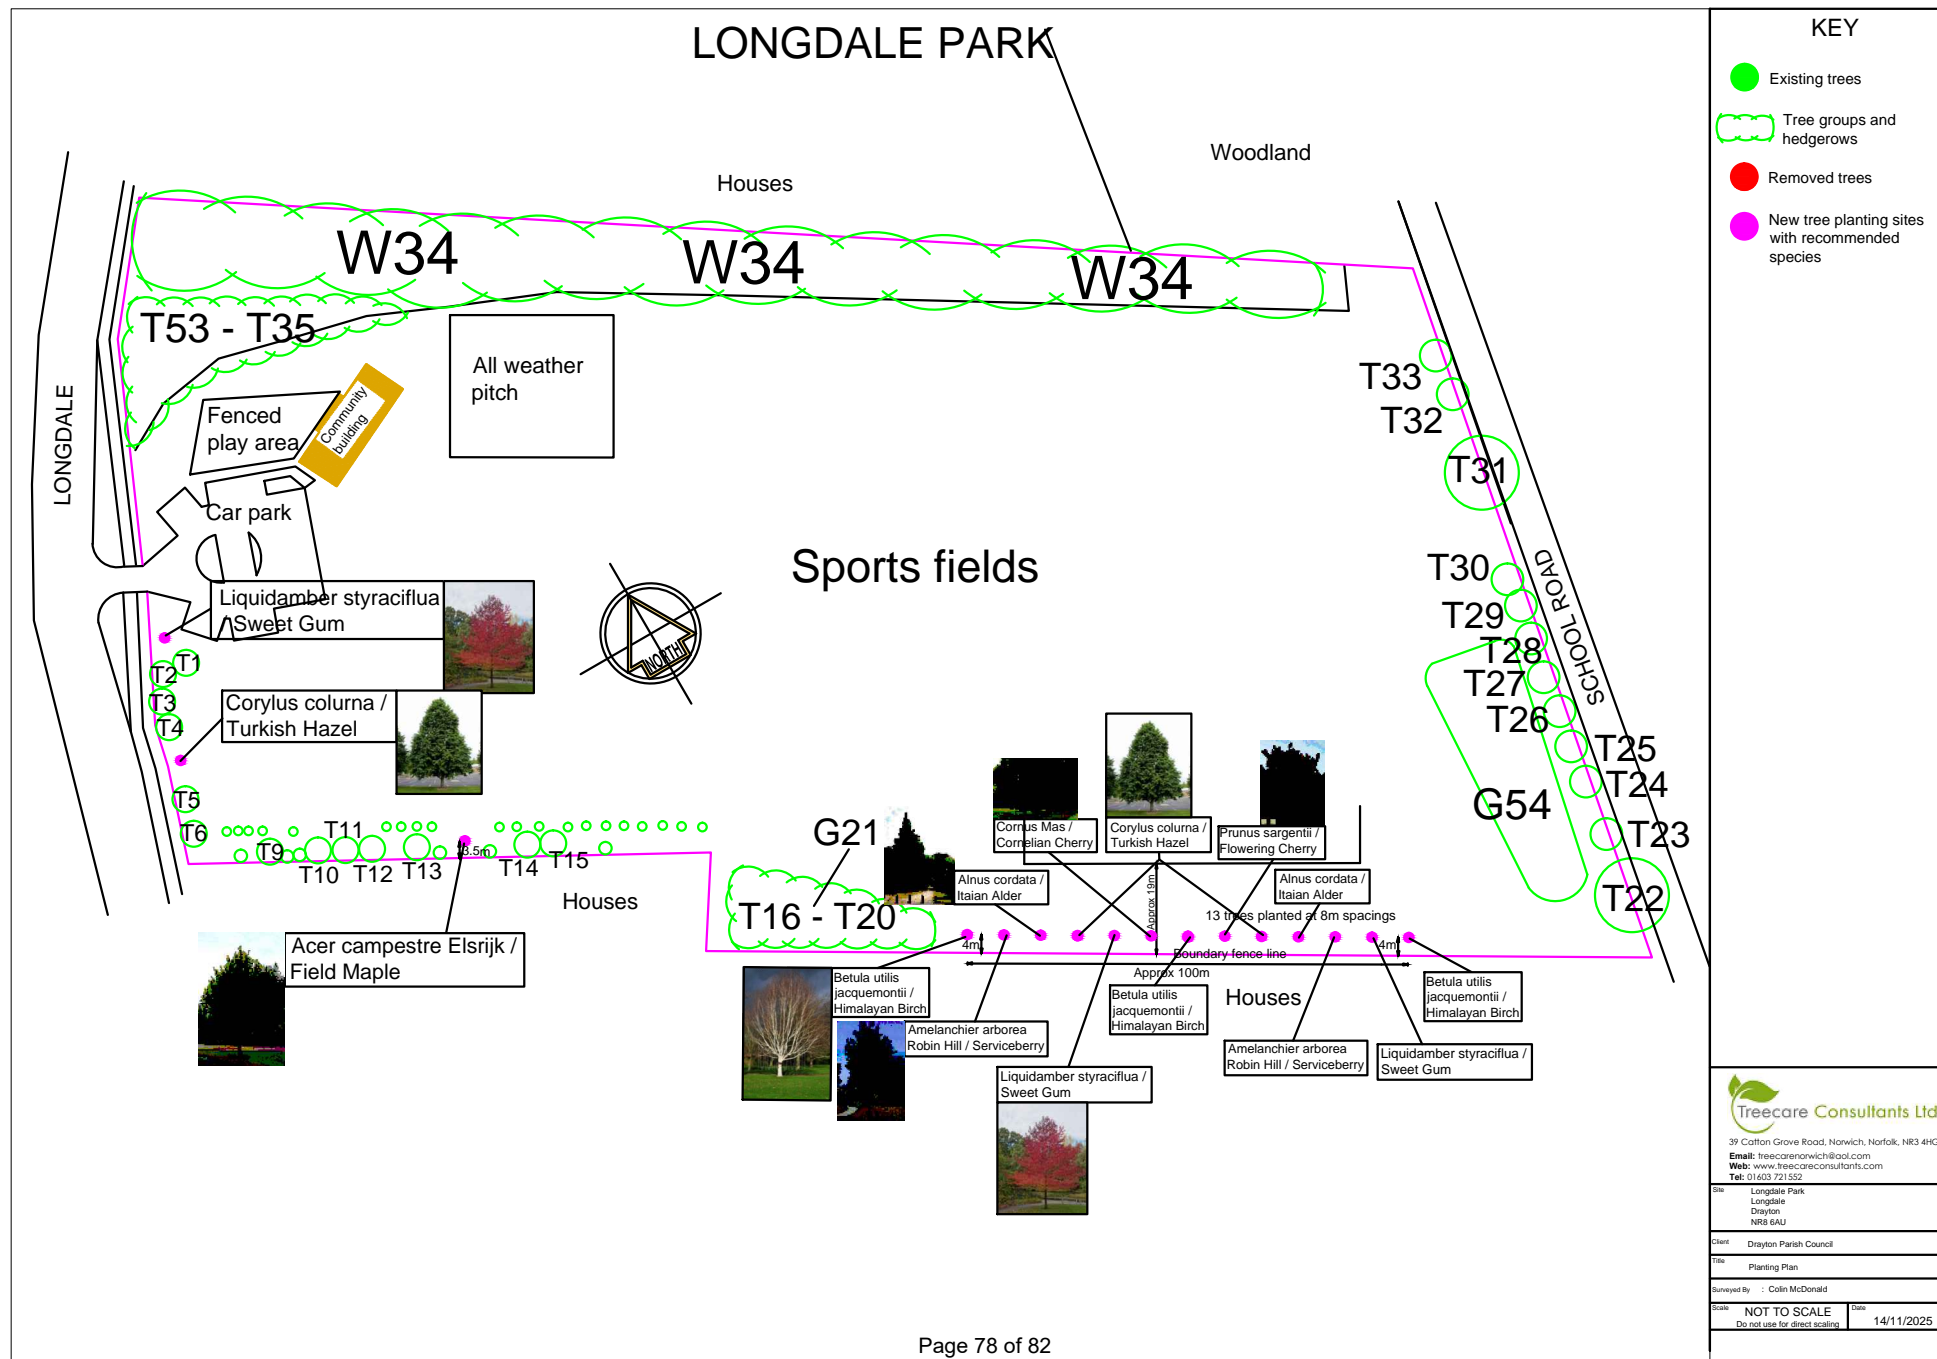 LONGDALE PARK
KEY
Existing trees
Tree groups and
hedgerows
Removed trees
New tree planting sites
with recommended
species
Woodland
Houses
W34
W34
W34
T53 - T35
LONGDALE
Fenced
play area
Community
building
All weather
pitch
Car park
Sports fields
NORTH
SCHOOL ROAD
T33
T32
T31
T30
T29
T28
T27
T26
T25
T24
T23
T22
G54
Liquidamber styraciflua
/ Sweet Gum
T1
T2
T3
T4
Corylus colurna /
Turkish Hazel
T5
T6
T9
T10
T11
T12
T13
3.5m
T14
T15
Houses
Acer campestre Elsrijk /
Field Maple
G21
T16 - T20
Cornus Mas /
Cornelian Cherry
Corylus colurna /
Turkish Hazel
Prunus sargentii /
Flowering Cherry
Alnus cordata /
Itaian Alder
Alnus cordata /
Itaian Alder
Approx 19m
13 trees planted at 8m spacings
4m
4m
Boundary fence line
Approx 100m
Houses
Betula utilis
jacquemontii /
Himalayan Birch
Amelanchier arborea
Robin Hill / Serviceberry
Liquidamber styraciflua /
Sweet Gum
Betula utilis
jacquemontii /
Himalayan Birch
Amelanchier arborea
Robin Hill / Serviceberry
Liquidamber styraciflua /
Sweet Gum
Betula utilis
jacquemontii /
Himalayan Birch
Treecare Consultants Ltd
39 Catton Grove Road, Norwich, Norfolk, NR3 4HG
Email: treecarenorwich@aol.com
Web: www.treecareconsultants.com
Tel: 01603 721552
Site Longdale Park
Longdale
Drayton
NR8 6AU
Client Drayton Parish Council
Title Planting Plan
Surveyed By : Colin McDonald
Scale NOT TO SCALE
Do not use for direct scaling
Date 14/11/2025
Page 78 of 82